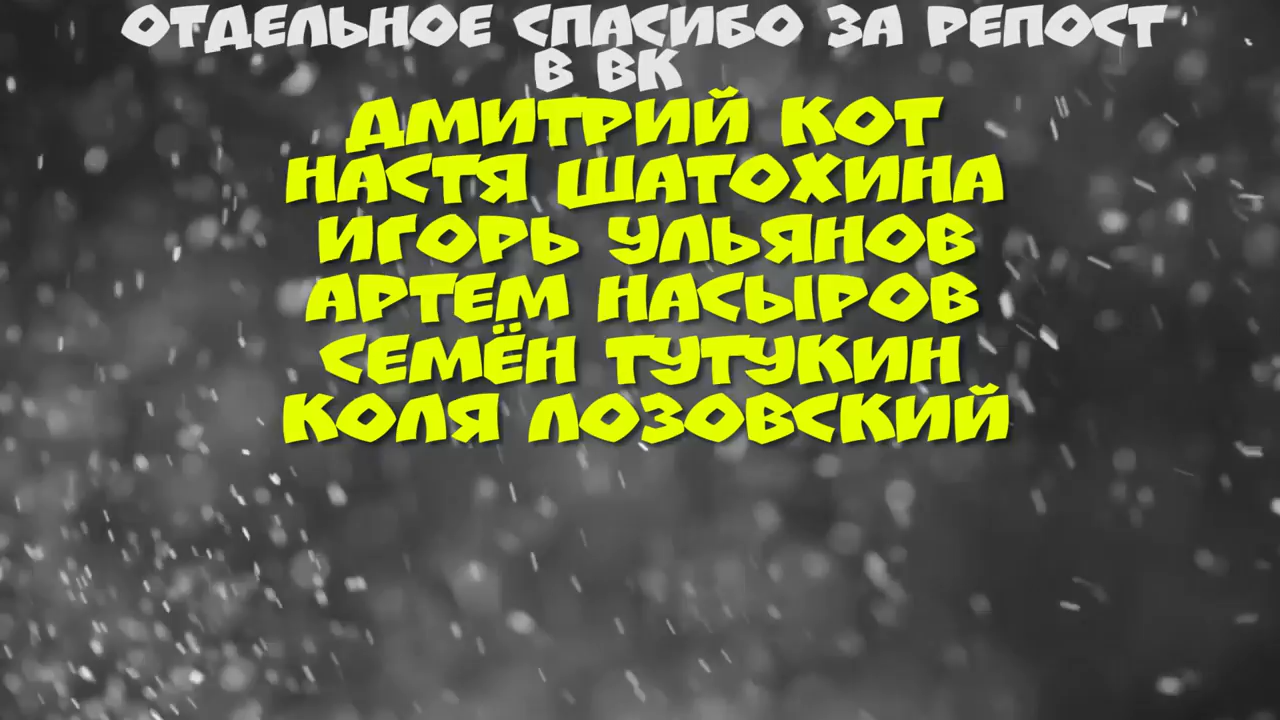 ОТДЕЛЬНОЕ СПАСИБО ЗА РЕПОСТ
В ВК
ДМИТРИЙ КОТ
НАСТЯ ШАТОХИНА
ИГОРЬ УЛЬЯНОВ
АРТЕМ НАСЫРОВ
СЕМЁН ТУТУКИН
КОЛЯ ЛОЗОВСКИЙ